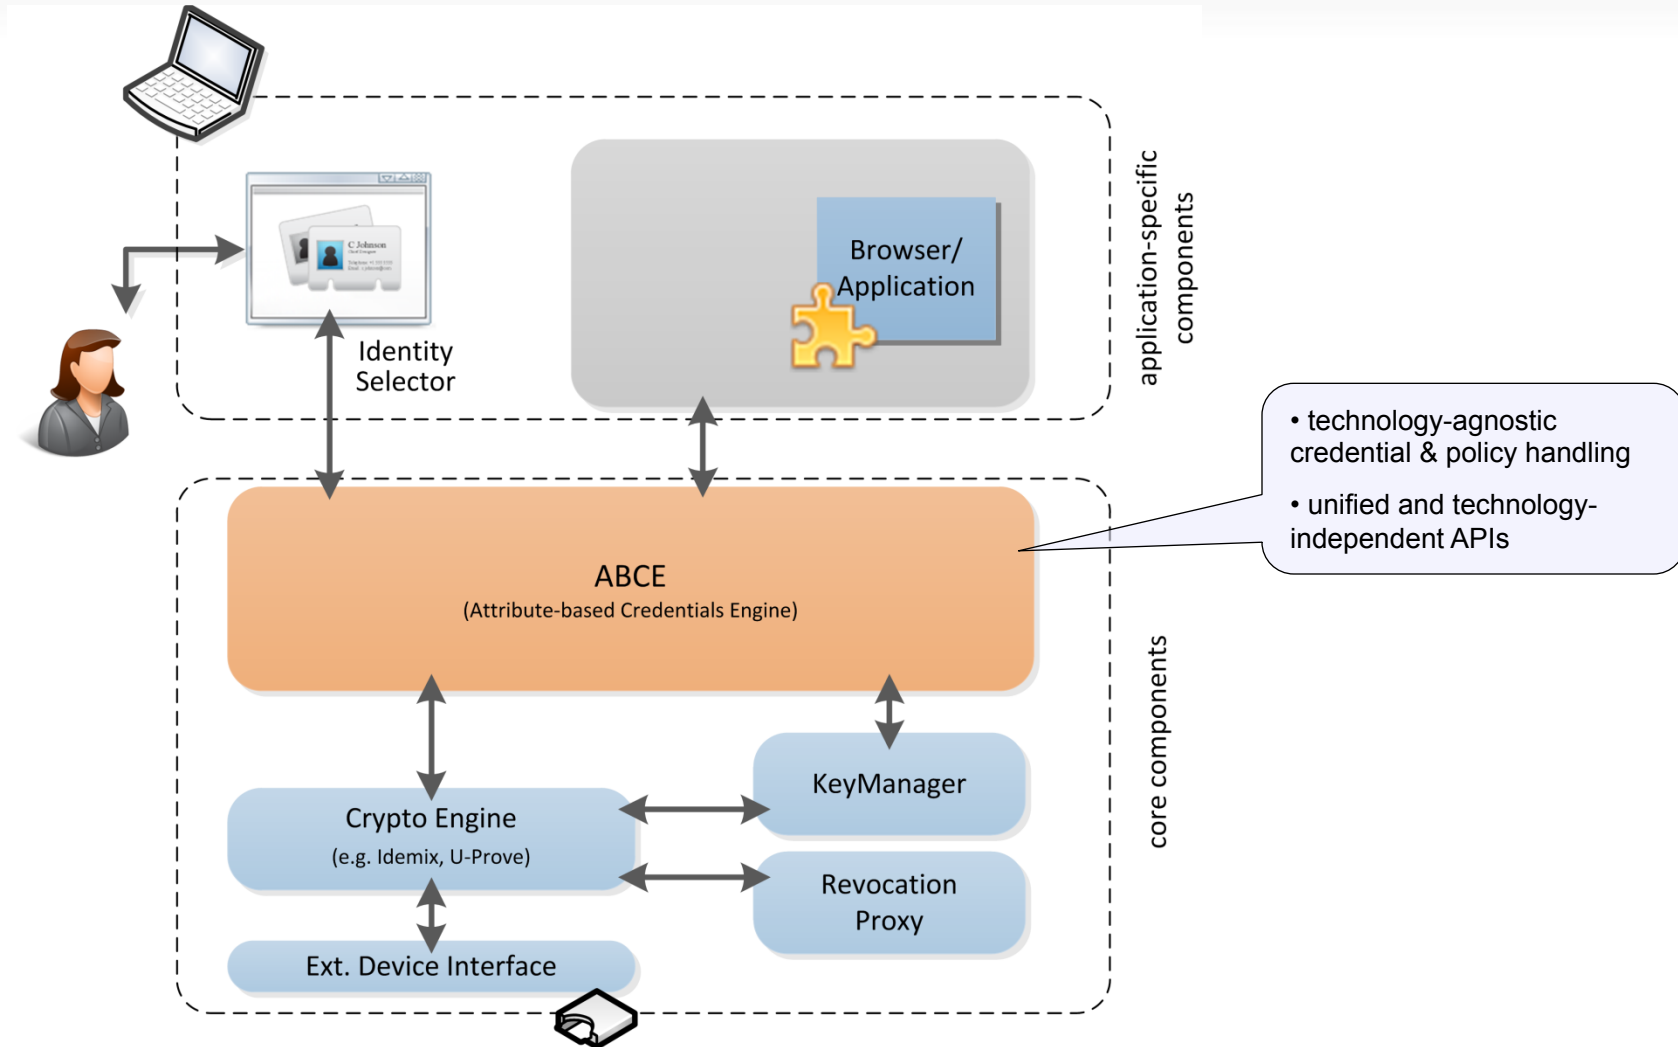 C Johnson
Identity
Selector
Browser/
Application
application-specific
components
• technology-agnostic
credential & policy handling
• unified and technology-
independent APIs
ABCE
(Attribute-based Credentials Engine)
core components
KeyManager
Crypto Engine
(e.g. Idemix, U-Prove)
Revocation
Proxy
Ext. Device Interface